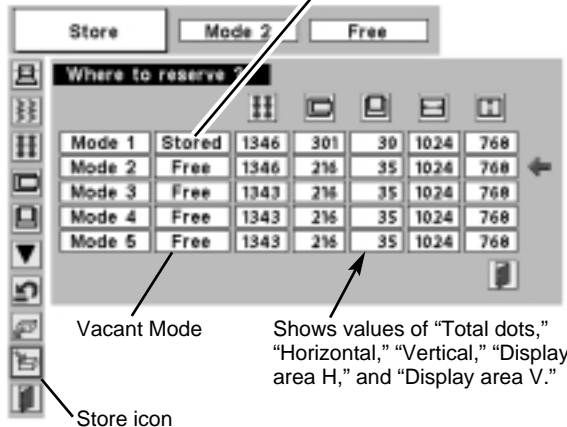 Store Mode 2 Free
Where to reserve ?
Mode 1 Stored 1346 301 30 1024 768
Mode 2 Free 1346 216 35 1024 768
Mode 3 Free 1343 216 35 1024 768
Mode 4 Free 1343 216 35 1024 768
Mode 5 Free 1343 216 35 1024 768
Vacant Mode
Shows values of “Total dots,”
“Horizontal,” “Vertical,” “Display
area H,” and “Display area V.”
Store icon